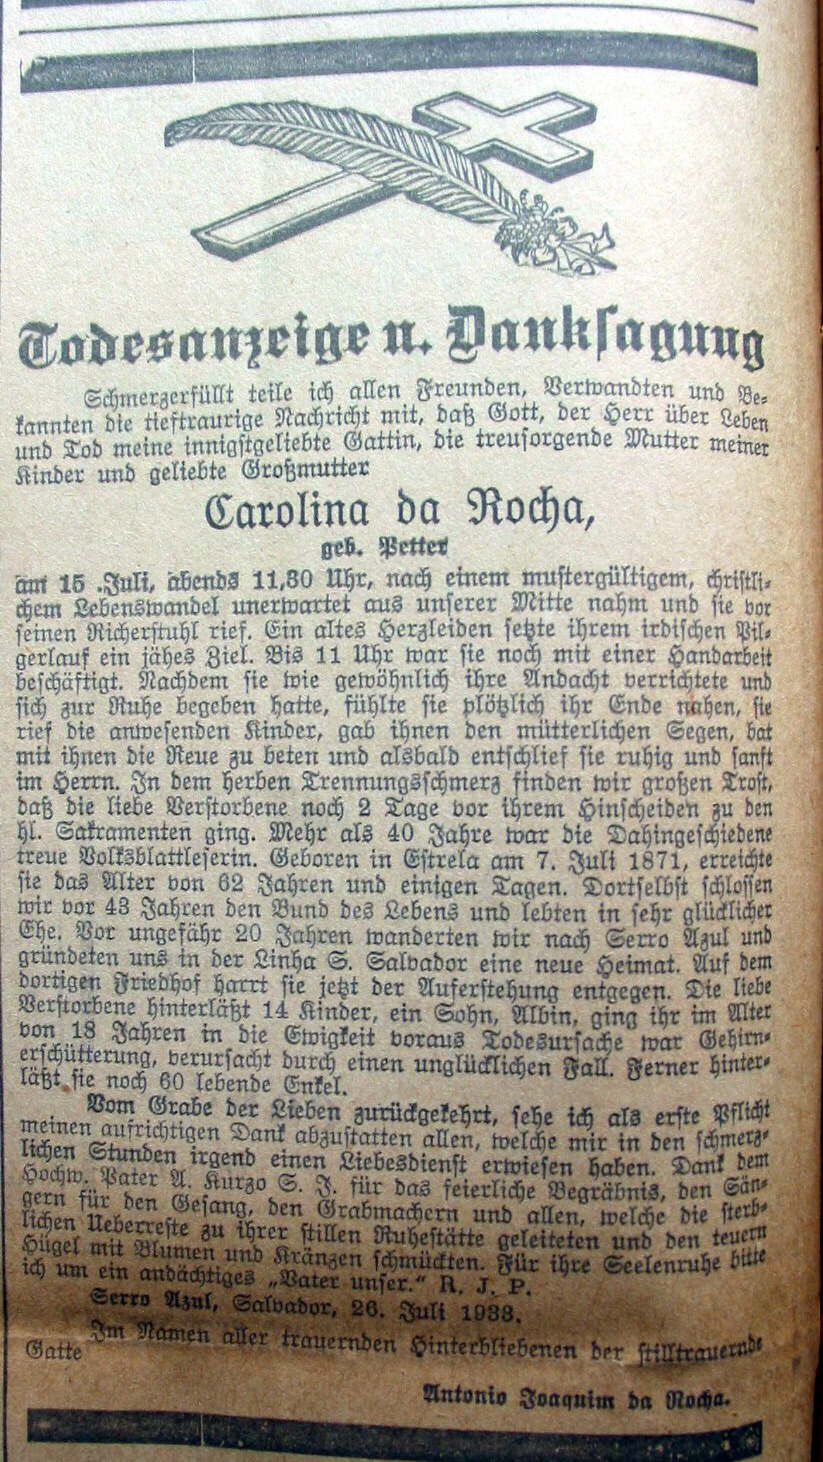 Todesanzeige u. Danksagung
Schmerzerfüllt teile ich allen Freunden, Verwandten und Be-
kannten die tieftraurige Nachricht mit, daß Gott, der Herr über Leben
und Tod meine innigstgeliebte Gattin, die treusorgende Mutter meiner
Kinder und geliebte Großmutter
Carolina da Rocha,
geb. Petter
am 15 .Juli, abends 11,30 Uhr, nach einem mustergültigem, christli-
chem Lebenswandel unerwartet aus unserer Mitte nahm und sie vor
seinen Richerstuhl rief. Ein altes Herzleiden setzte ihrem irdischen Pil-
gerlauf ein jähes Ziel. Bis 11 Uhr war sie noch mit einer Handarbeit
beschäftigt. Nachdem sie wie gewöhnlich ihre Andacht verrichtete und
sich zur Ruhe begeben hatte, fühlte sie plötzlich ihr Ende nahen, sie
rief die anwesenden Kinder, gab ihnen den mütterlichen Segen, bat
mit ihnen die Reue zu beten und alsbald entschlief sie ruhig und sanft
im Herrn. In dem herben Trennungsschmerz finden wir großen Trost,
daß die liebe Verstorbene noch 2 Tage vor ihrem Hinscheiden zu den
hl. Sakramenten ging. Mehr als 40 Jahre war die Dahingeschiedene
treue Volksblattleserin. Geboren in Estrela am 7. Juli 1871, erreichte
sie das Alter von 62 Jahren und einigen Tagen. Dortselbst schlossen
wir vor 43 Jahren den Bund des Lebens und lebten in sehr glücklicher
Ehe. Vor ungefähr 20 Jahren wanderten wir nach Serro Azul und
gründeten uns in der Linha S. Salvador eine neue Heimat. Auf dem
dortigen Friedhof harrt sie jetzt der Auferstehung entgegen. Die liebe
Verstorbene hinterläßt 14 Kinder, ein Sohn, Albin, ging ihr im Alter
von 18 Jahren in die Ewigkeit voraus Todesursache war Gehirn-
erschütterung, verursacht durch einen unglücklichen Fall. Ferner hinter-
läßt sie noch 60 lebende Enkel.
Vom Grabe der Lieben zurückgekehrt, sehe ich als erste Pflicht
meinen aufrichtigen Dank abzustatten allen, welche mir in den schmerz-
lichen Stunden irgend einen Liebesdienst erwiesen haben. Dank dem
Hochw. Pater A. Kurzo S. J. für das feierliche Begräbnis, den Sän-
gern für den Gesang, den Grabmachern und allen, welche die sterb-
lichen Ueberreste zu ihrer stillen Ruhestätte geleiteten und den teuern
Hügel mit Blumen und Kränzen schmückten. Für ihre Seelenruhe bitte
ich um ein andächtiges „Vater unser.“ R. J. P.
Serro Azul, Salvador, 26. Juli 1933.
Im Namen aller trauernden Hinterbliebenen der stilltrauernde
Gatte
Antonio Joaquim da Rocha.